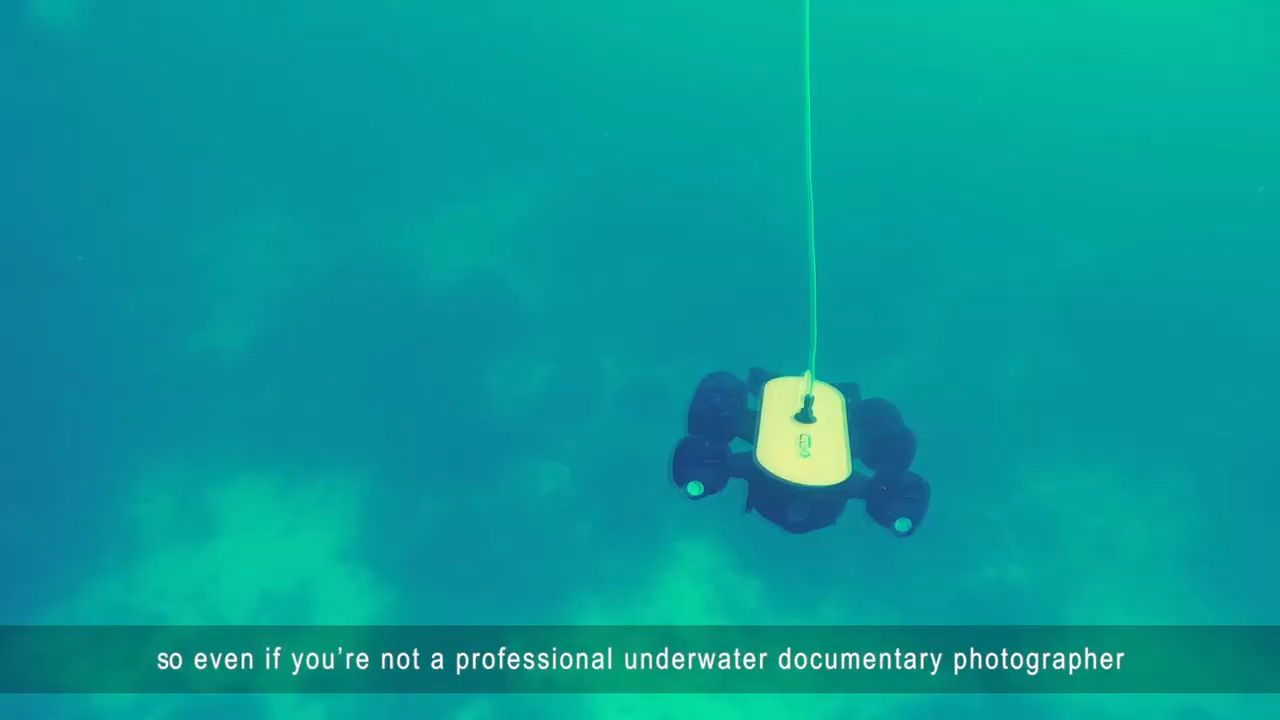 so even if you’re not a professional underwater documentary photographer